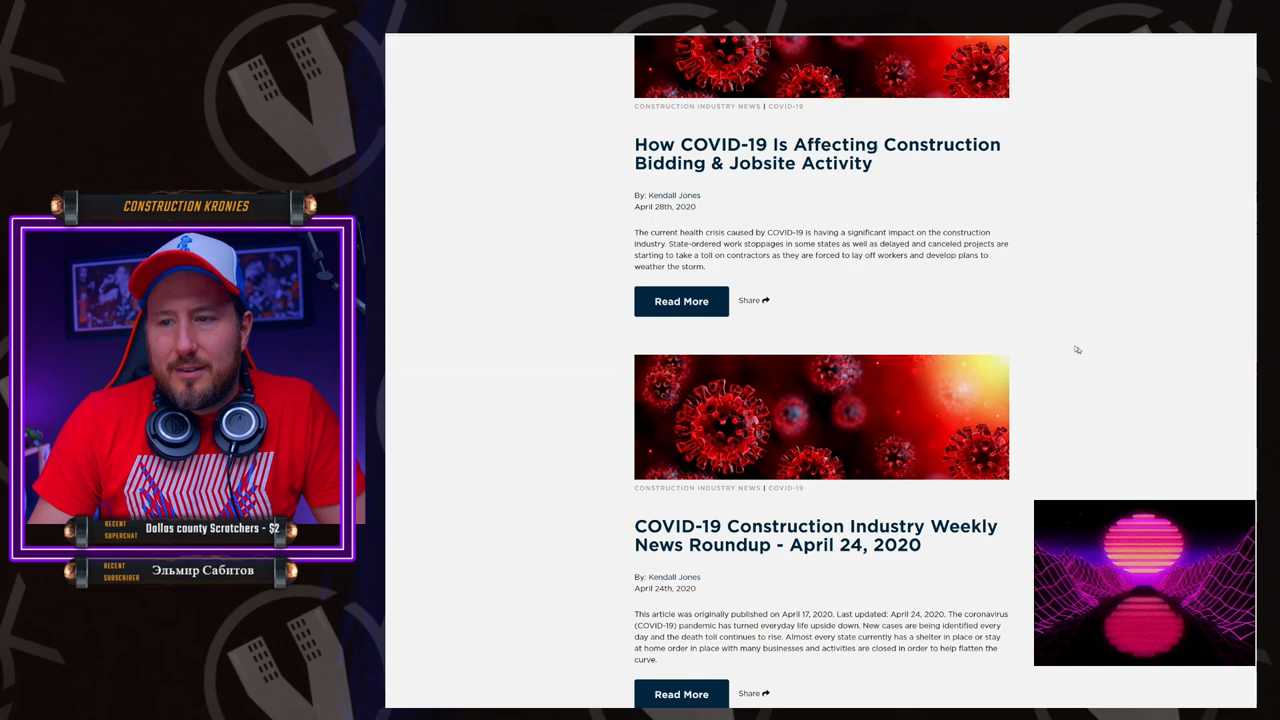 CONSTRUCTION KRONIES
RECENT
SUPERCHAT
Dallas county Scratchers - $2
RECENT
SUBSCRIBER
Эльмир Сабитов
CONSTRUCTION INDUSTRY NEWS | COVID-19
How COVID-19 Is Affecting Construction
Bidding & Jobsite Activity
By: Kendall Jones
April 28th, 2020
The current health crisis caused by COVID-19 is having a significant impact on the construction
industry. State-ordered work stoppages in some states as well as delayed and canceled projects are
starting to take a toll on contractors as they are forced to lay off workers and develop plans to
weather the storm.
Read More
Share
CONSTRUCTION INDUSTRY NEWS | COVID-19
COVID-19 Construction Industry Weekly
News Roundup - April 24, 2020
By: Kendall Jones
April 24th, 2020
This article was originally published on April 17, 2020. Last updated: April 24, 2020. The coronavirus
(COVID-19) pandemic has turned everyday life upside down. New cases are being identified every
day and the death toll continues to rise. Almost every state currently has a shelter in place or stay
at home order in place with many businesses and activities are closed in order to help flatten the
curve.
Read More
Share